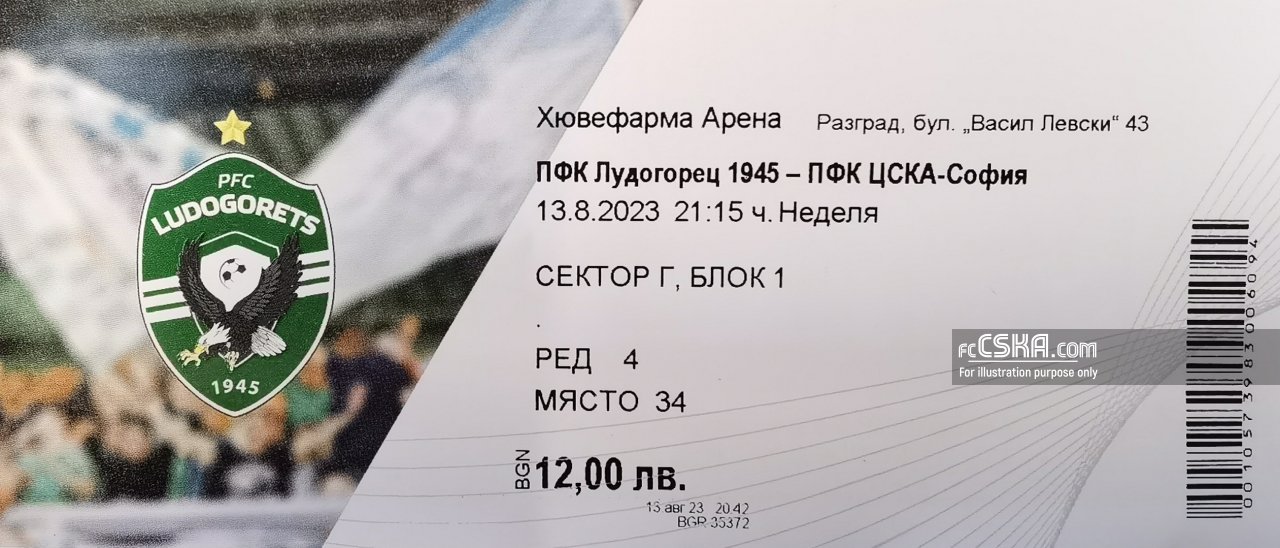 PFC
LUDOGORETS
1945
Хювефарма Арена Разград, бул. „Васил Левски“ 43
ПФК Лудогорец 1945 – ПФК ЦСКА-София
13.8.2023 21:15 ч. Неделя
СЕКТОР Г, БЛОК 1
.
РЕД 4
МЯСТО 34
BGN 12,00 лв.
13 авг 23 20:42
BGR 35372
0010573983006094
fcCSKA.com
For illustration purpose only